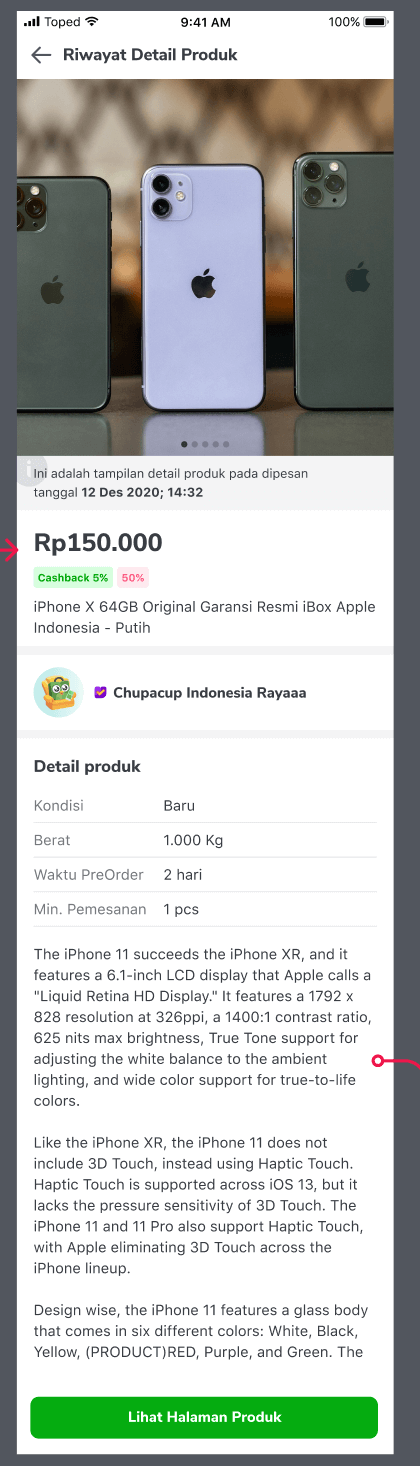 Toped 9:41 AM 100%
Riwayat Detail Produk
Ini adalah tampilan detail produk pada dipesan
tanggal 12 Des 2020; 14:32
Rp150.000
Cashback 5% 50%
iPhone X 64GB Original Garansi Resmi iBox Apple
Indonesia - Putih
Chupacup Indonesia Rayaaa
Detail produk
Kondisi Baru
Berat 1.000 Kg
Waktu PreOrder 2 hari
Min. Pemesanan 1 pcs
The iPhone 11 succeeds the iPhone XR, and it
features a 6.1-inch LCD display that Apple calls a
"Liquid Retina HD Display." It features a 1792 x
828 resolution at 326ppi, a 1400:1 contrast ratio,
625 nits max brightness, True Tone support for
adjusting the white balance to the ambient
lighting, and wide color support for true-to-life
colors.
Like the iPhone XR, the iPhone 11 does not
include 3D Touch, instead using Haptic Touch.
Haptic Touch is supported across iOS 13, but it
lacks the pressure sensitivity of 3D Touch. The
iPhone 11 and 11 Pro also support Haptic Touch,
with Apple eliminating 3D Touch across the
iPhone lineup.
Design wise, the iPhone 11 features a glass body
that comes in six different colors: White, Black,
Yellow, (PRODUCT)RED, Purple, and Green. The
Lihat Halaman Produk